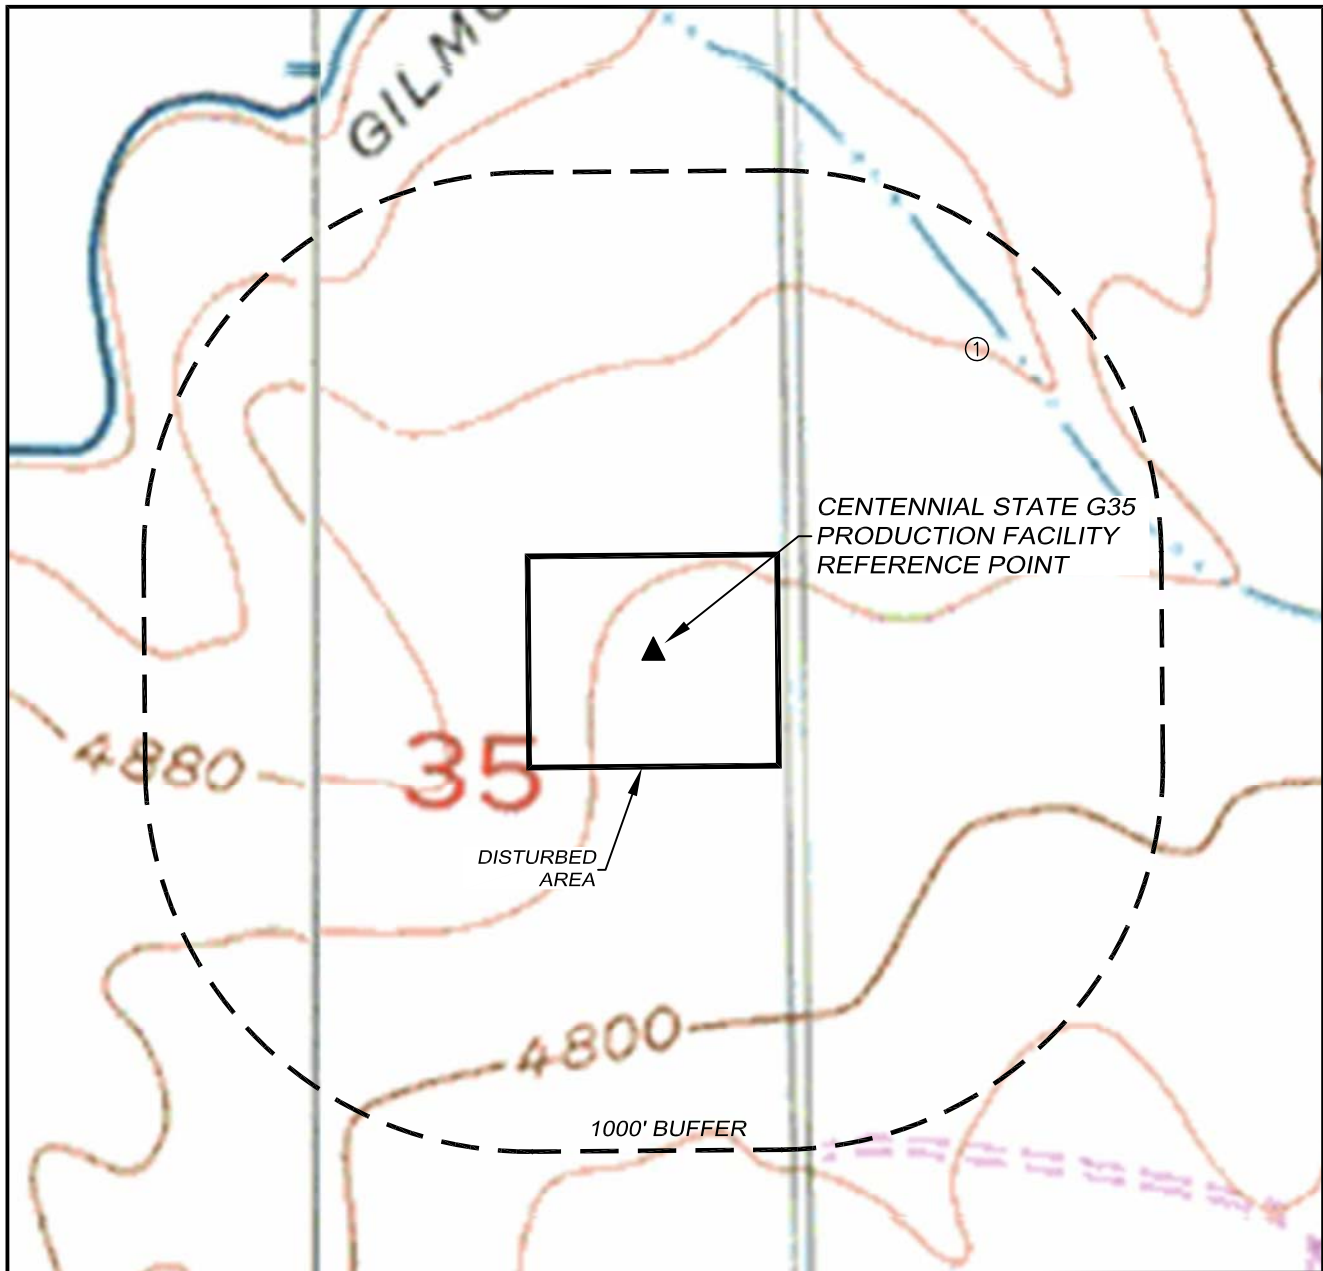 GILM
①
CENTENNIAL STATE G35
PRODUCTION FACILITY
REFERENCE POINT
4880
35
DISTURBED
AREA
4800
1000' BUFFER